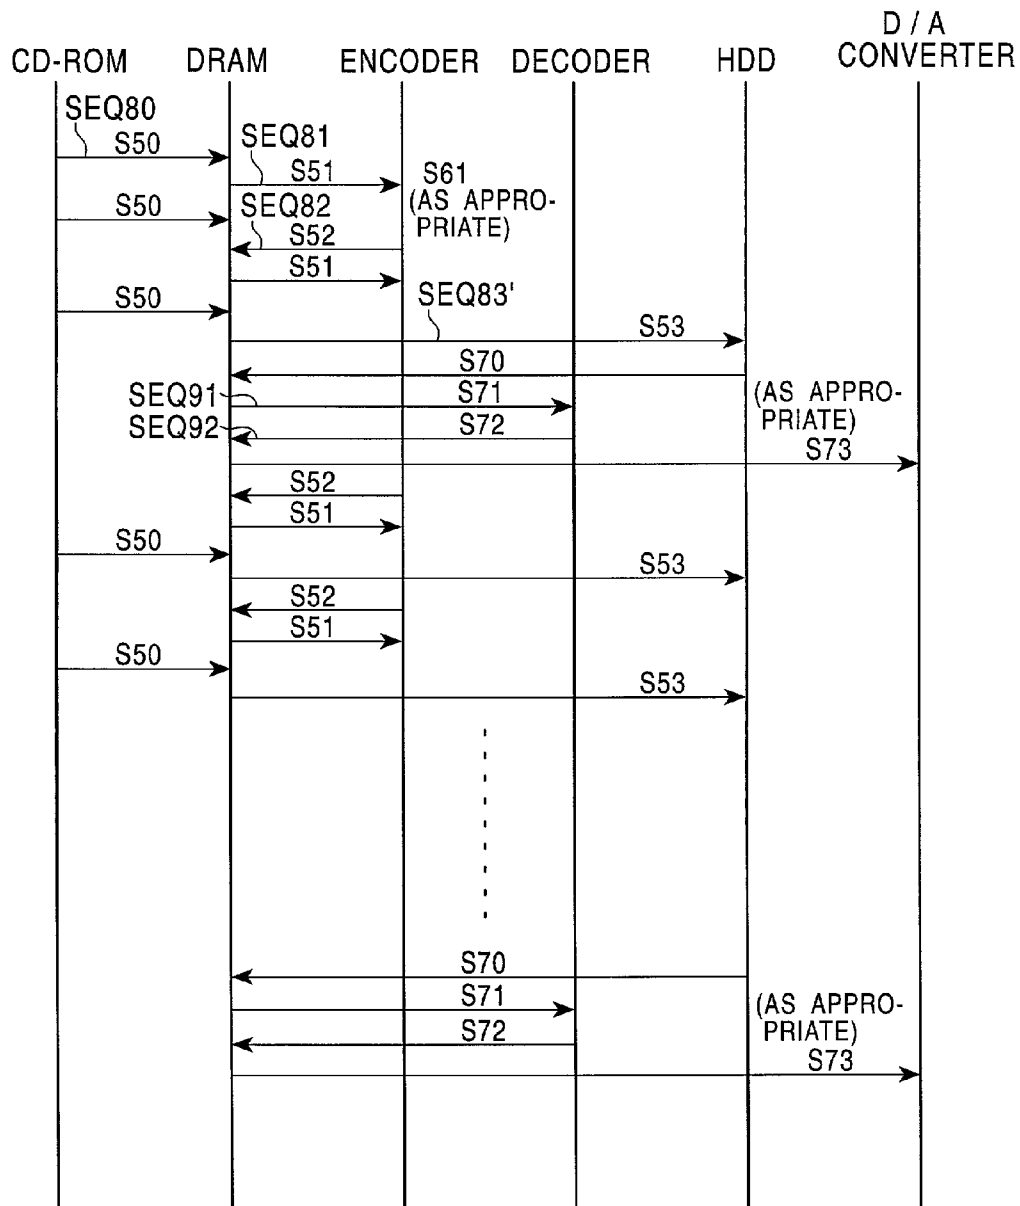 D / A
CD-ROM DRAM ENCODER DECODER HDD CONVERTER
SEQ80
S50
SEQ81
S51
S61
(AS APPRO-
PRIATE)
S50
SEQ82
S52
S51
S50
SEQ83'
S53
S70
SEQ91
S71
(AS APPRO-
PRIATE)
SEQ92
S72
S73
S52
S51
S50
S53
S52
S51
S50
S53
S70
S71
(AS APPRO-
PRIATE)
S72
S73